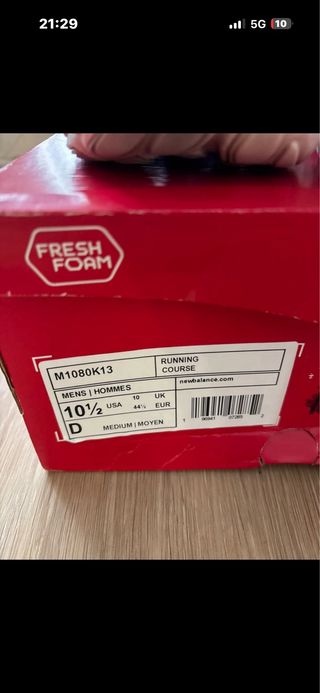 21:29
5G
10
FRESH
FOAM
M1080K13
RUNNING
COURSE
MENS | HOMMES
newbalance.com
10½ USA 10 UK
44½ EUR
D MEDIUM | MOYEN